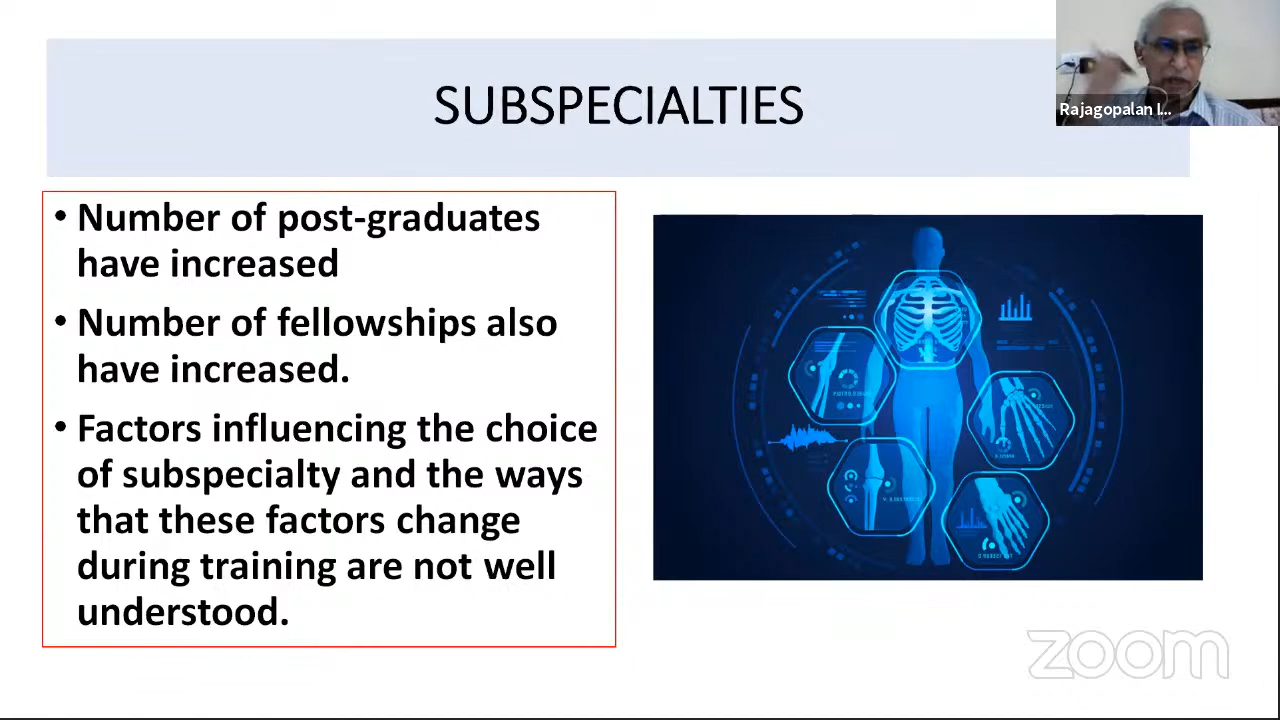 SUBSPECIALTIES
Rajagopalan I...
• Number of post-graduates
have increased
• Number of fellowships also
have increased.
• Factors influencing the choice
of subspecialty and the ways
that these factors change
during training are not well
understood.
zoom